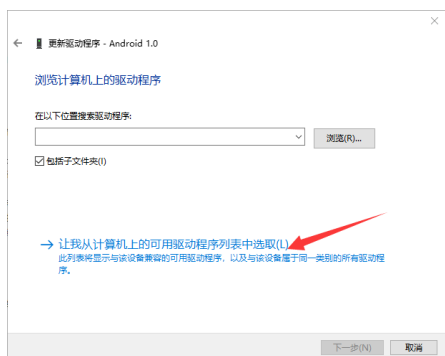 更新驱动程序 - Android 1.0
浏览计算机上的驱动程序
在以下位置搜索驱动程序:
浏览(R)...
包括子文件夹(I)
让我从计算机上的可用驱动程序列表中选取(L)
此列表将显示与该设备兼容的可用驱动程序，以及与该设备属于同一类别的所有驱动程
序。
下一步(N) 取消